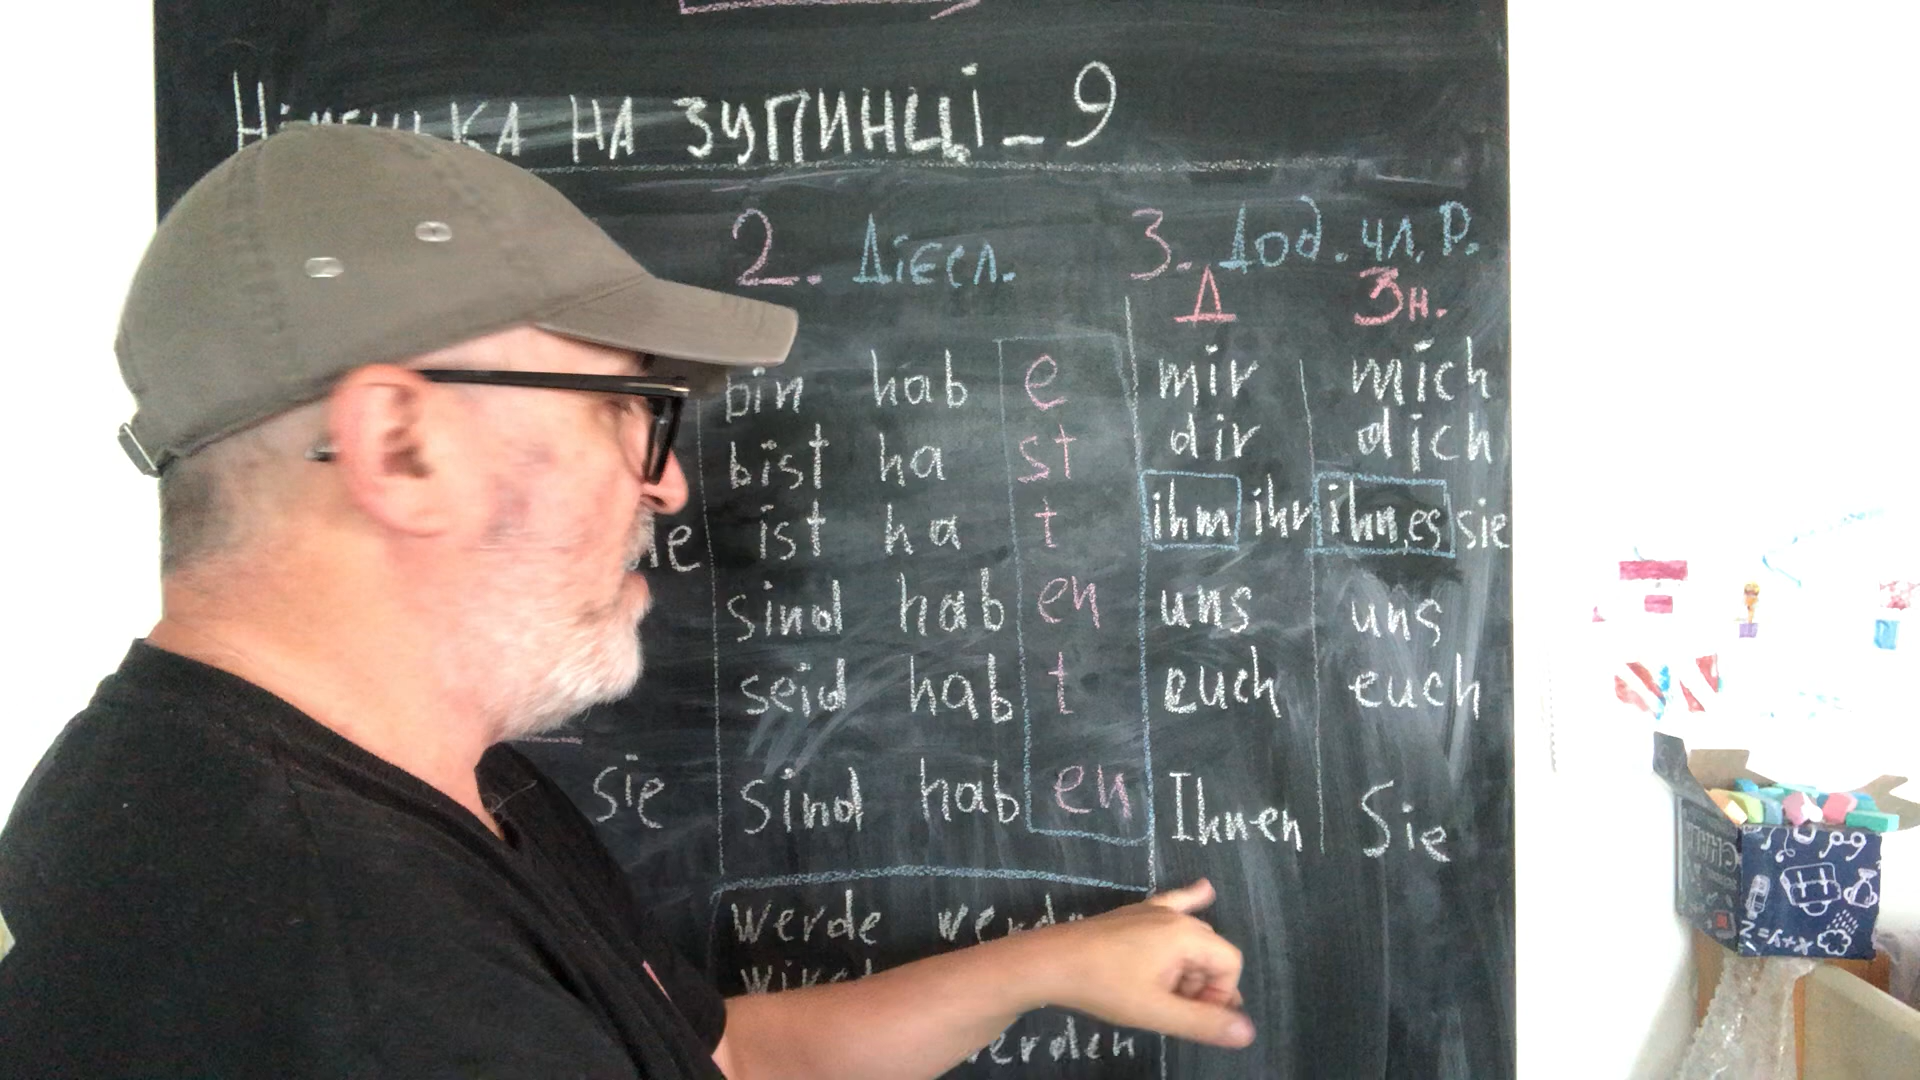 НА ЗУПИНЦІ_9
2. Дієсл. 3. Дод. чл. Р.
Д Зн.
bin hab e mir mich
bist ha st dir dich
ist ha t ihm ihr ihn, es sie
sind hab en uns uns
seid hab t euch euch
sie sind hab en Ihnen Sie
werde
werden